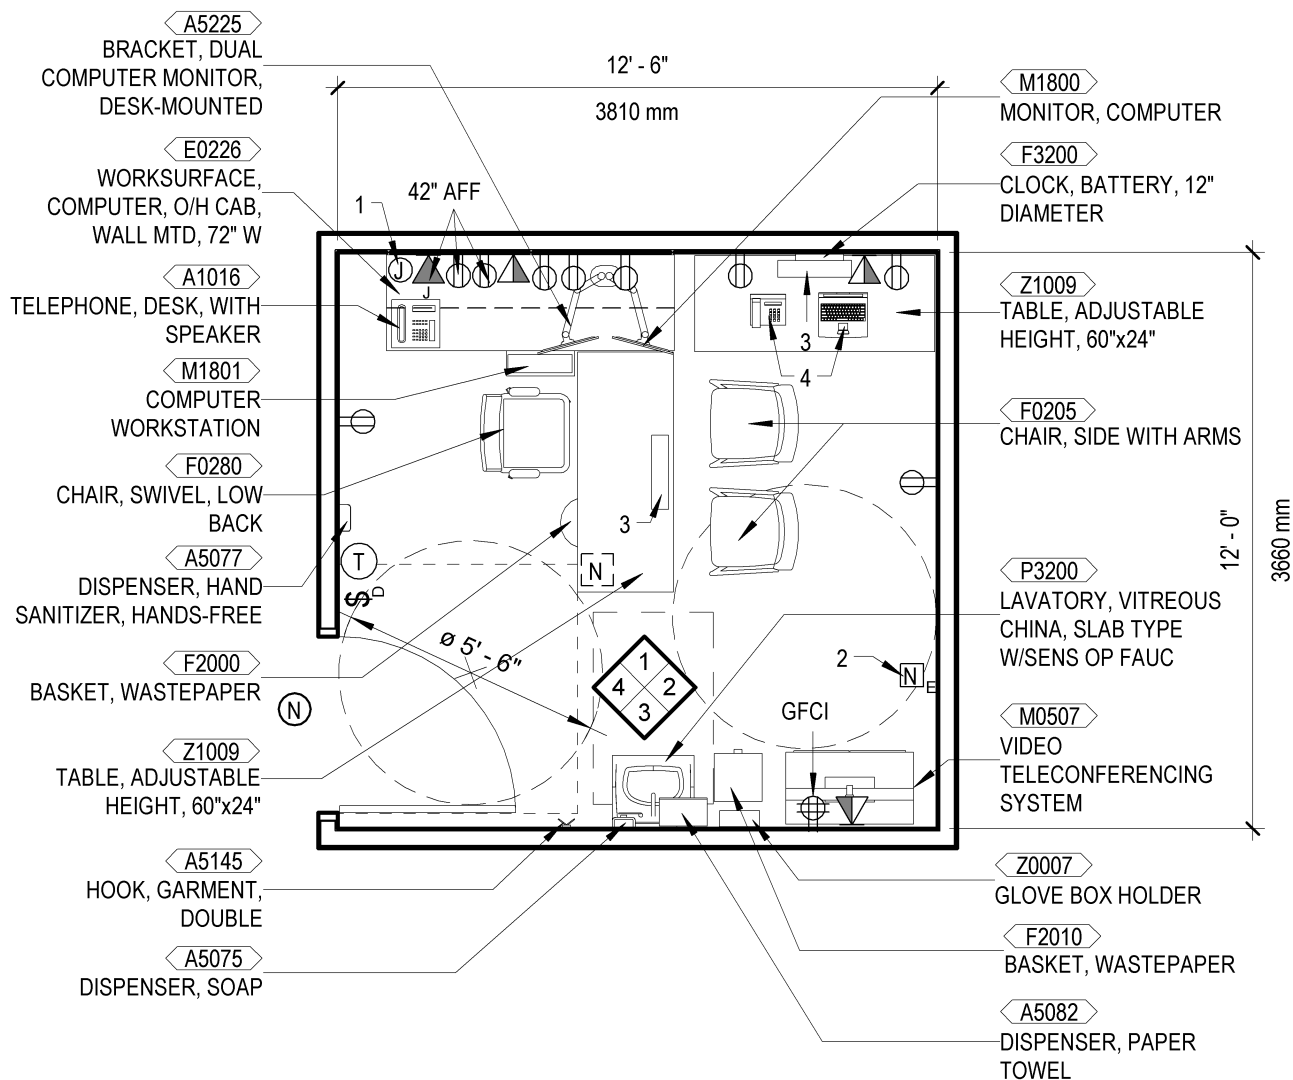 A5225
BRACKET, DUAL
COMPUTER MONITOR,
DESK-MOUNTED
E0226
WORKSURFACE,
COMPUTER, O/H CAB,
WALL MTD, 72" W
A1016
TELEPHONE, DESK, WITH
SPEAKER
M1801
COMPUTER
WORKSTATION
F0280
CHAIR, SWIVEL, LOW
BACK
A5077
DISPENSER, HAND
SANITIZER, HANDS-FREE
F2000
BASKET, WASTEPAPER
Z1009
TABLE, ADJUSTABLE
HEIGHT, 60"x24"
A5145
HOOK, GARMENT,
DOUBLE
A5075
DISPENSER, SOAP
12' - 6"
3810 mm
42" AFF
1
J
J
3
4
3
T
S
D
N
N
ø 5' - 6"
1
4
2
3
2
N
E
GFCI
M1800
MONITOR, COMPUTER
F3200
CLOCK, BATTERY, 12"
DIAMETER
Z1009
TABLE, ADJUSTABLE
HEIGHT, 60"x24"
F0205
CHAIR, SIDE WITH ARMS
12' - 0"
3660 mm
P3200
LAVATORY, VITREOUS
CHINA, SLAB TYPE
W/SENS OP FAUC
M0507
VIDEO
TELECONFERENCING
SYSTEM
Z0007
GLOVE BOX HOLDER
F2010
BASKET, WASTEPAPER
A5082
DISPENSER, PAPER
TOWEL